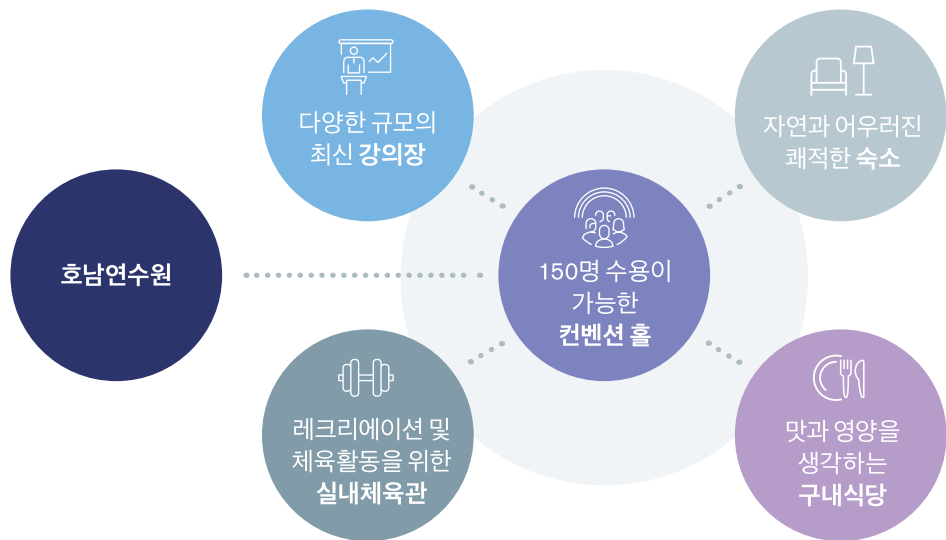 다양한 규모의
최신 강의장
자연과 어우러진
쾌적한 숙소
호남연수원
150명 수용이
가능한
컨벤션 홀
레크리에이션 및
체육활동을 위한
실내체육관
맛과 영양을
생각하는
구내식당